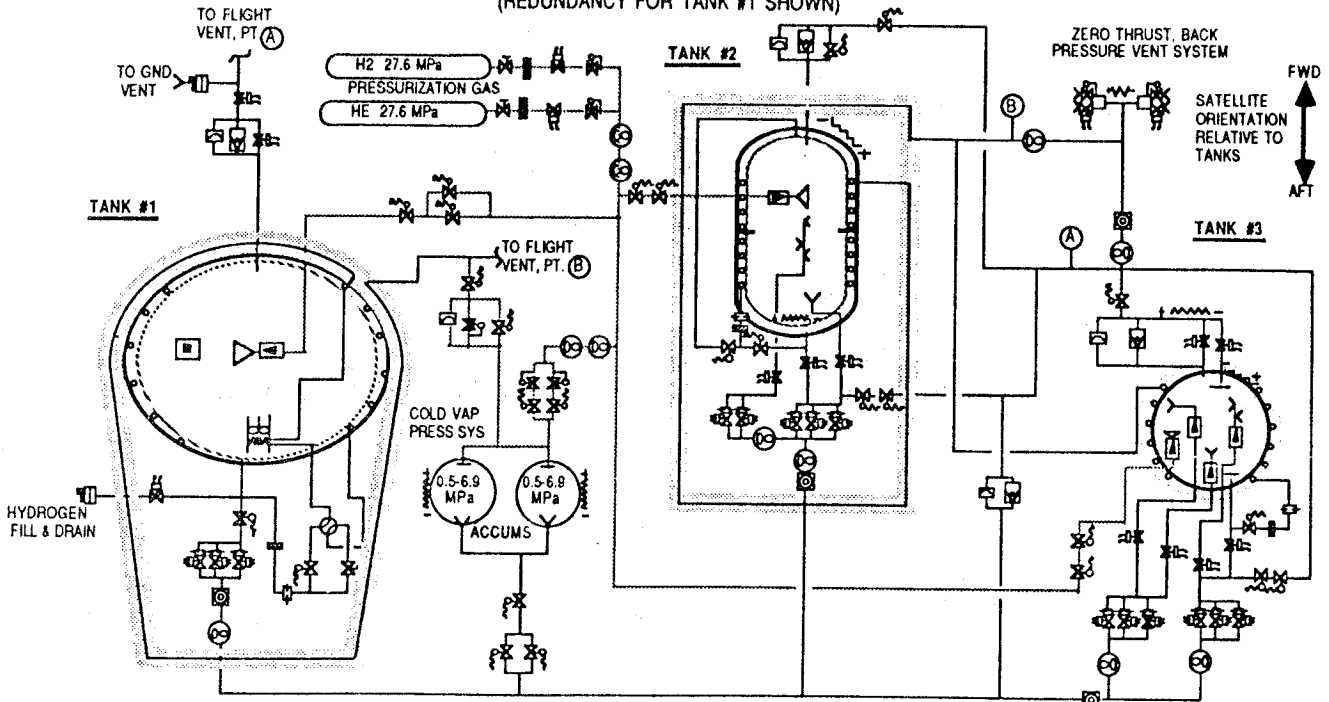 (REDUNDANCY FOR TANK #1 SHOWN)
TO FLIGHT
VENT, PT. A
TO GND
VENT
H2 27.6 MPa
PRESSURIZATION GAS
HE 27.6 MPa
TANK #2
ZERO THRUST, BACK
PRESSURE VENT SYSTEM
FWD
SATELLITE
ORIENTATION
RELATIVE TO
TANKS
AFT
B
A
TANK #3
TANK #1
TO FLIGHT
VENT, PT. B
COLD VAP
PRESS SYS
0.5-6.9
MPa
0.5-6.9
MPa
ACCUMS
HYDROGEN
FILL & DRAIN